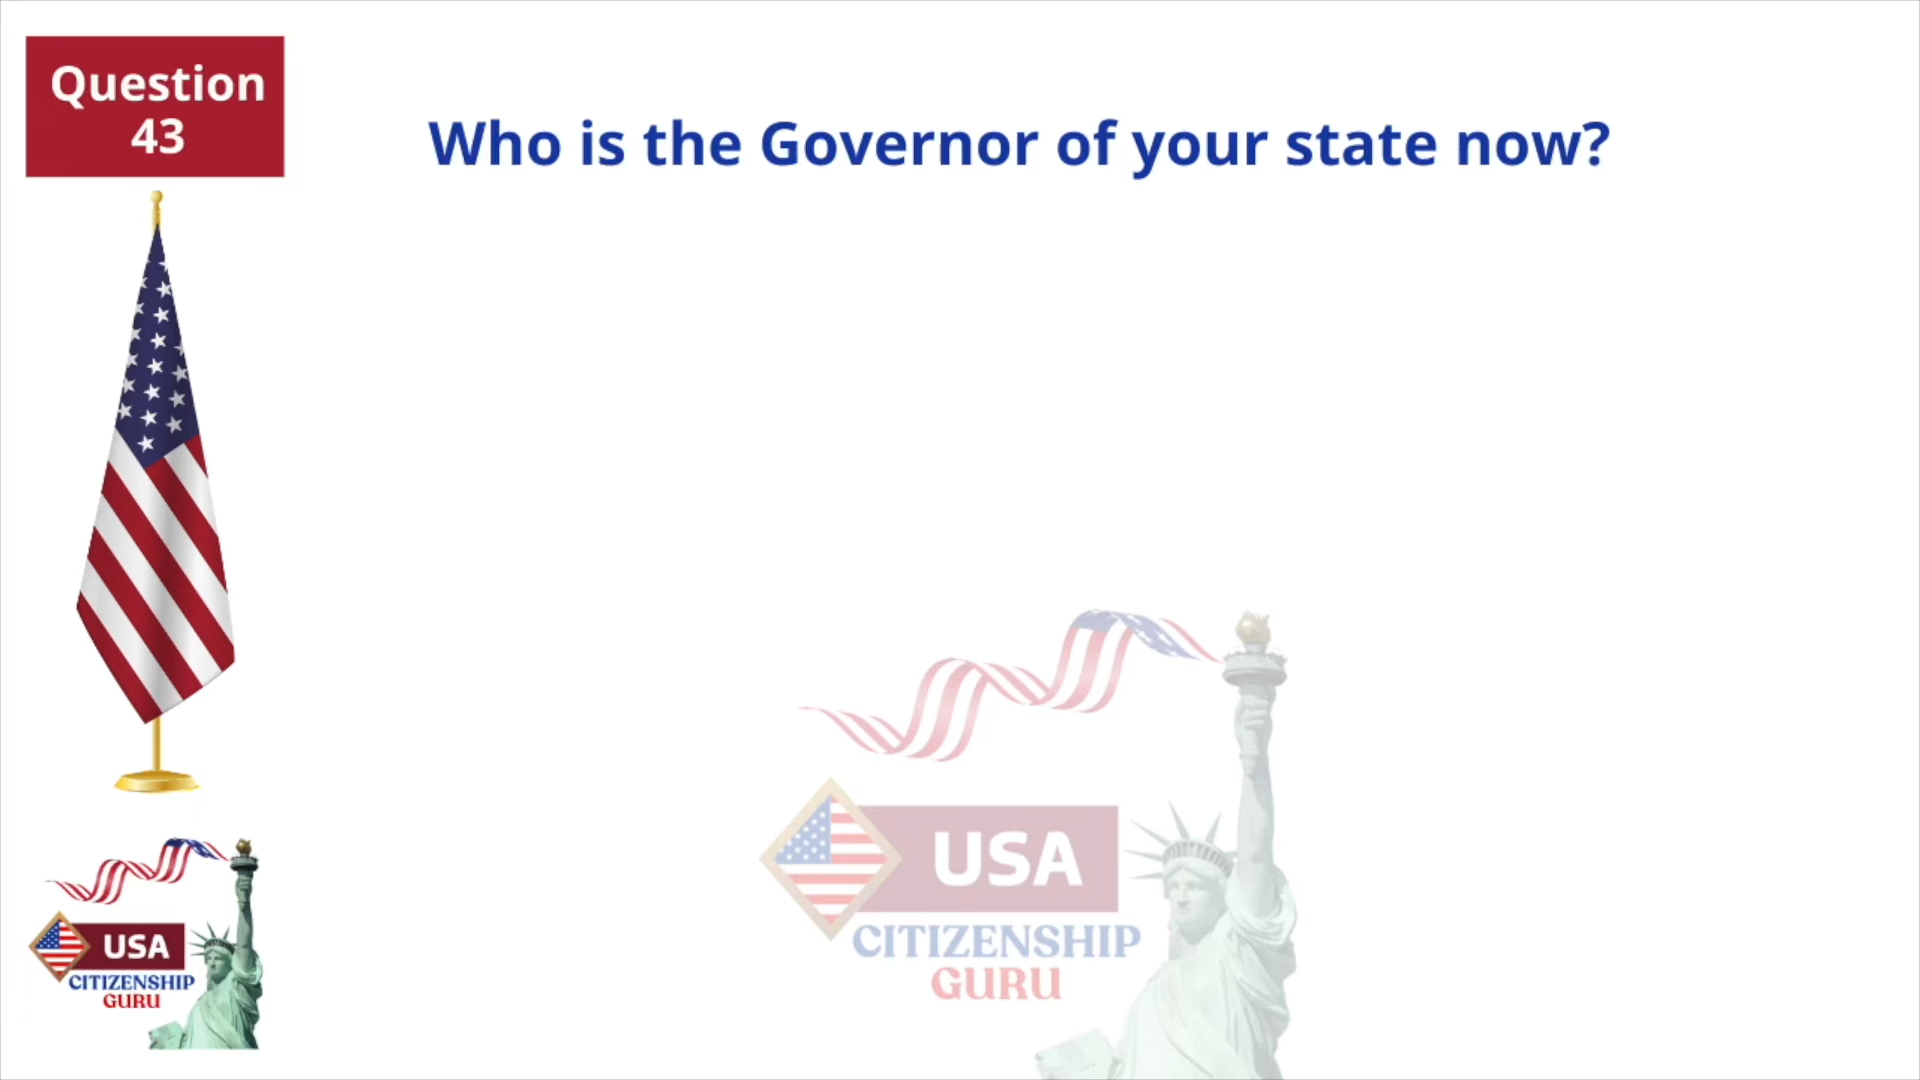 Question
43
Who is the Governor of your state now?
USA
CITIZENSHIP
GURU
USA
CITIZENSHIP
GURU